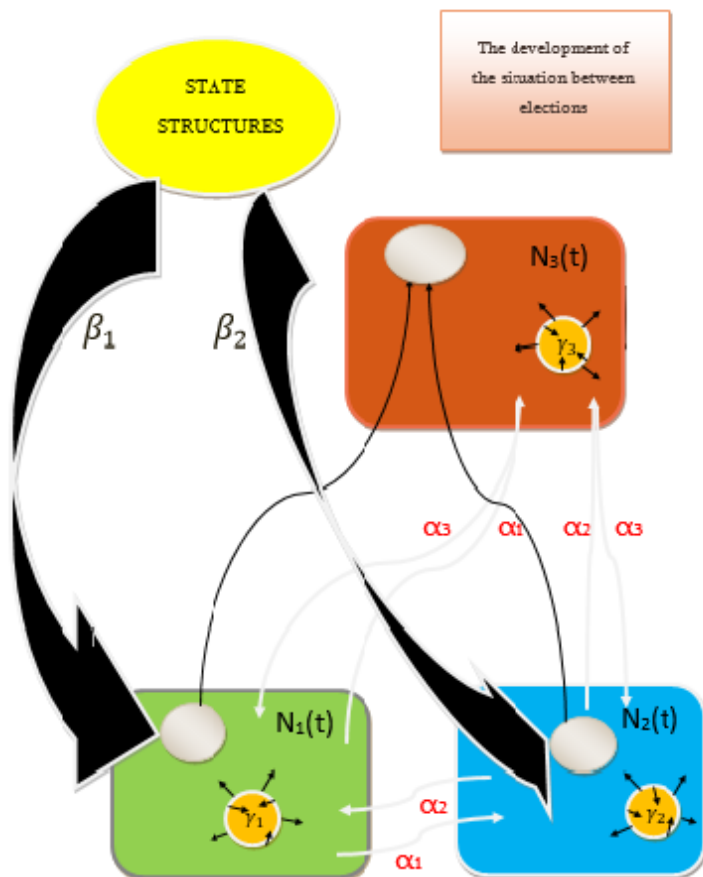 STATE
STRUCTURES
The development of
the situation between
elections
N₃(t)
β₁
β₂
γ₃
α₃
α₁
α₂
α₃
N₁(t)
N₂(t)
γ₁
γ₂
α₂
α₁